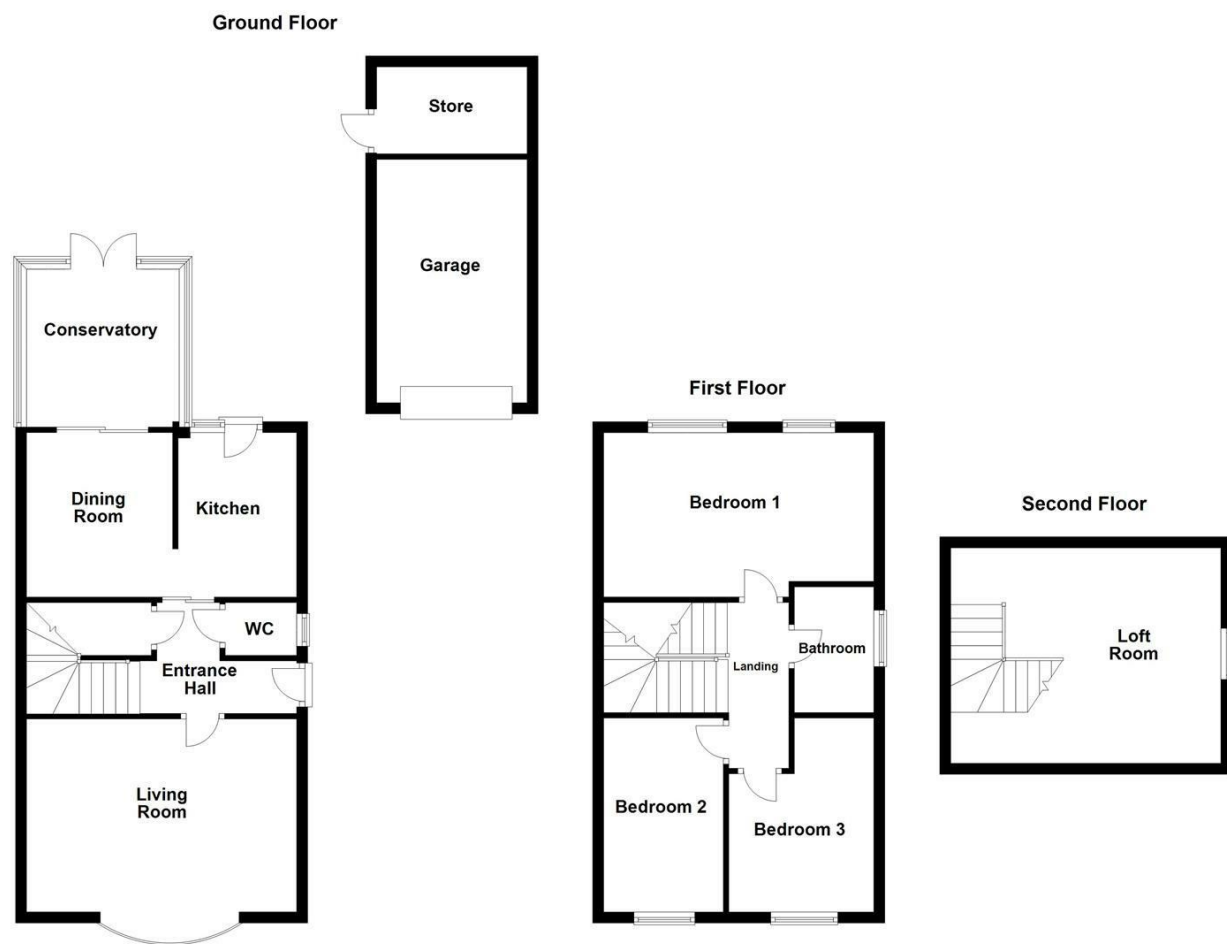 Ground Floor
Store
Garage
Conservatory
Dining
Room
Kitchen
WC
Entrance
Hall
Living
Room
First Floor
Bedroom 1
Bathroom
Landing
Bedroom 2
Bedroom 3
Second Floor
Loft
Room